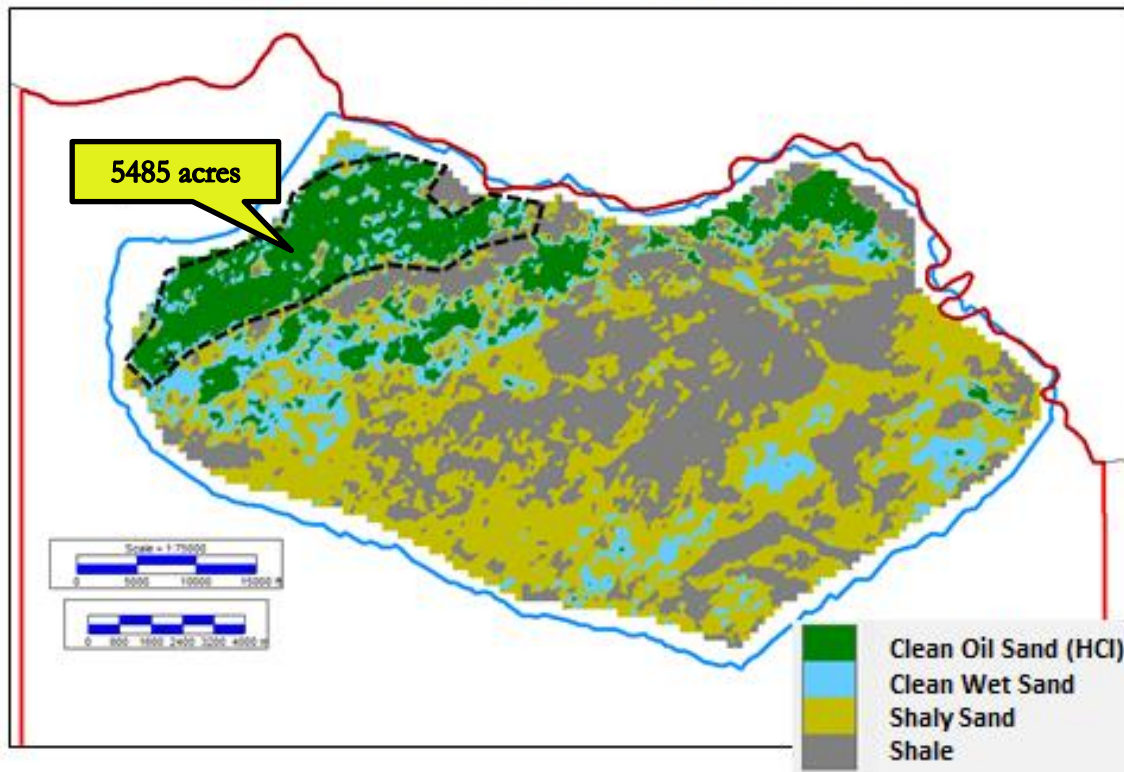 5485 acres
Scale = 1:75000
0 5000 10000 15000 ft
0 800 1600 2400 3200 4000 m
Clean Oil Sand (HCI)
Clean Wet Sand
Shaly Sand
Shale